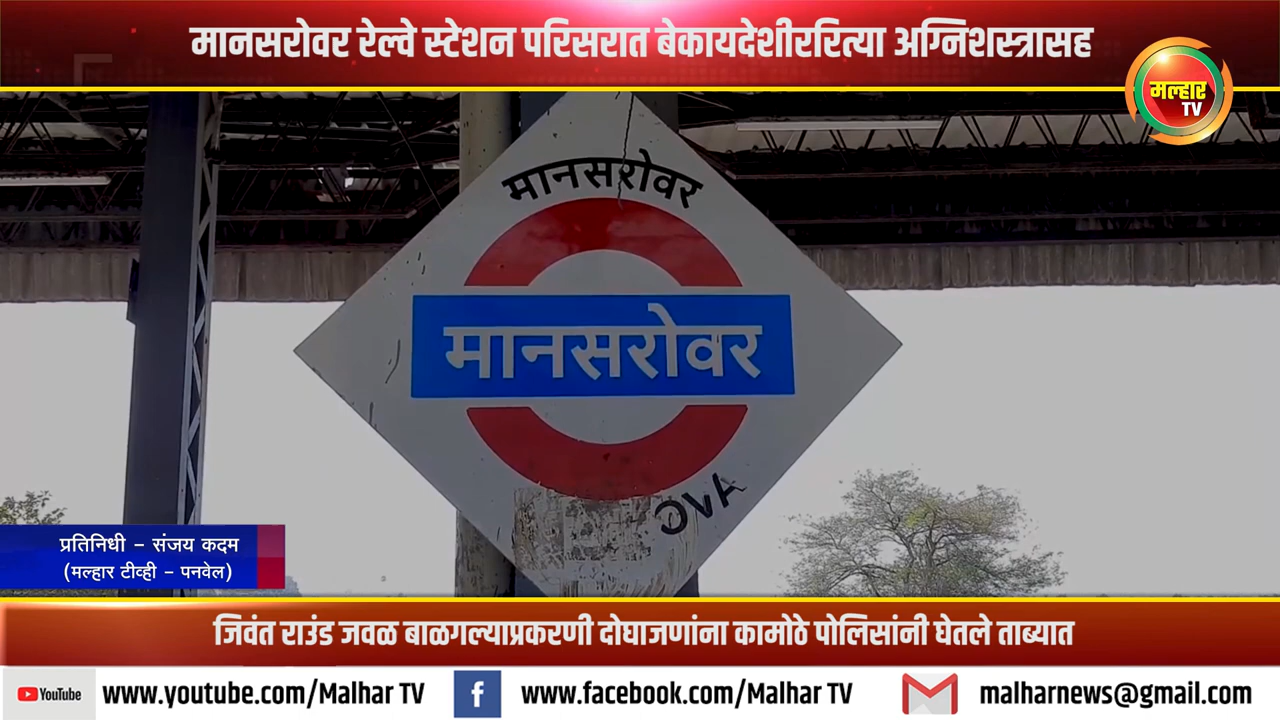 मानसरोवर रेल्वे स्टेशन परिसरात बेकायदेशीररित्या अग्निशस्त्रासह
मल्हार
TV
मानसरोवर
मानसरोवर
OVA
प्रतिनिधी - संजय कदम
(मल्हार टीव्ही - पनवेल)
जिवंत राउंड जवळ बाळगल्याप्रकरणी दोघाजणांना कामोठे पोलिसांनी घेतले ताब्यात
YouTube www.youtube.com/Malhar TV f www.facebook.com/Malhar TV malharnews@gmail.com